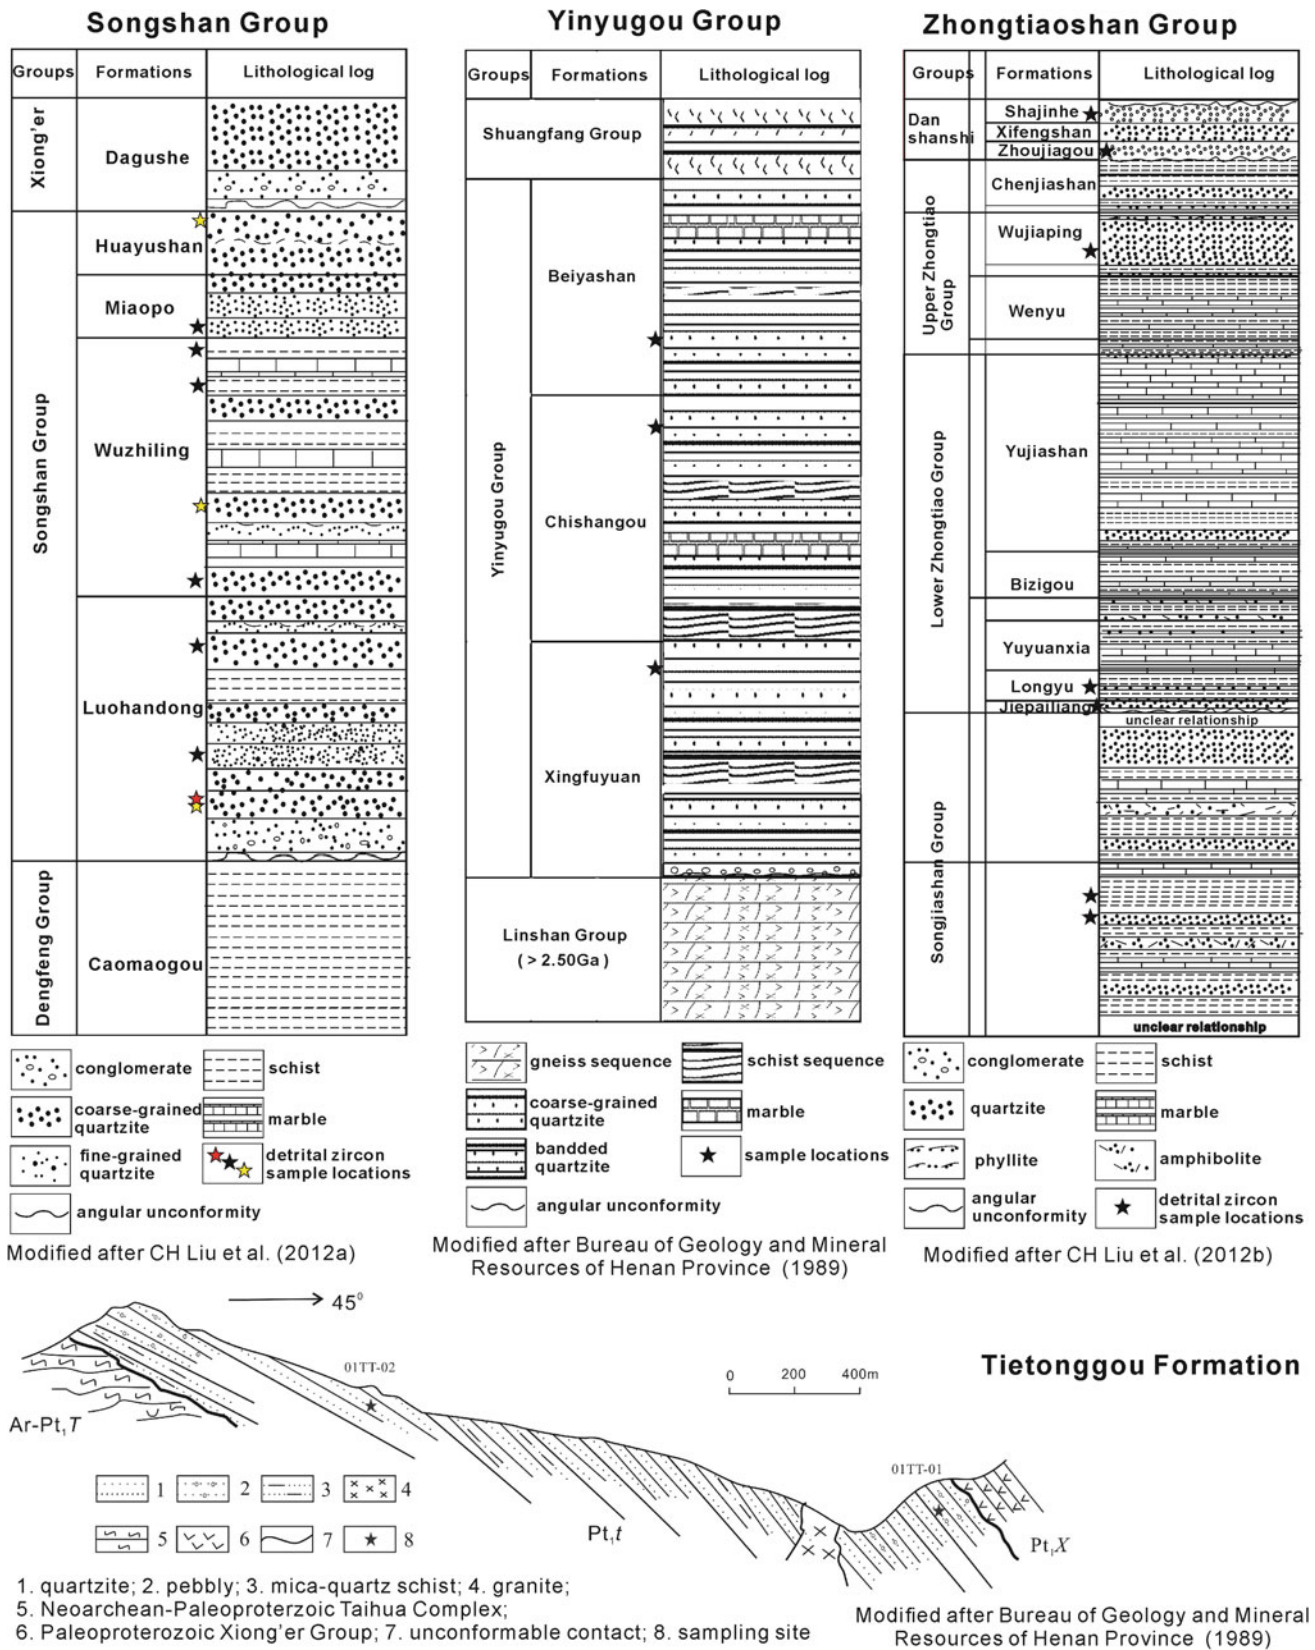 Songshan Group
Groups
Formations
Lithological log
Xiong'er
Dagushe
Songshan Group
Huayushan
Miaopo
Wuzhiling
Luohandong
Dengfeng Group
Caomaogou
conglomerate
schist
coarse-grained
quartzite
marble
fine-grained
quartzite
detrital zircon
sample locations
angular unconformity
Modified after CH Liu et al. (2012a)
Yinyugou Group
Groups
Formations
Lithological log
Shuangfang Group
Yinyugou Group
Beiyashan
Chishangou
Xingfuyuan
Linshan Group
( > 2.50Ga )
gneiss sequence
schist sequence
coarse-grained
quartzite
marble
bandded
quartzite
sample locations
angular unconformity
Modified after Bureau of Geology and Mineral
Resources of Henan Province (1989)
Zhongtiaoshan Group
Groups
Formations
Lithological log
Dan
shanshi
Shajinhe
Xifengshan
Zhoujiagou
Upper Zhongtiao
Group
Chenjiashan
Wujiaping
Wenyu
Lower Zhongtiao Group
Yujiashan
Bizigou
Yuyuanxia
Longyu
Jiepailiang
unclear relationship
Songjiashan Group
unclear relationship
conglomerate
schist
quartzite
marble
phyllite
amphibolite
angular
unconformity
detrital zircon
sample locations
Modified after CH Liu et al. (2012b)
45⁰
Tietonggou Formation
0 200 400m
01TT-02
Ar-Pt₁T
01TT-01
Pt₁t
Pt₁X
1 2 3 4
5 6 7 8
1. quartzite; 2. pebbly; 3. mica-quartz schist; 4. granite;
5. Neoarchean-Paleoproterzoic Taihua Complex;
6. Paleoproterozoic Xiong'er Group; 7. unconformable contact; 8. sampling site
Modified after Bureau of Geology and Mineral
Resources of Henan Province (1989)